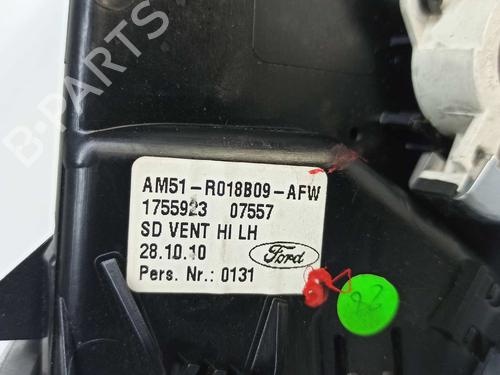 B-PARTS
AM51-R018B09-AFW
1755923 07557
SD VENT HI LH
28.10.10
Ford
Pers. Nr.: 0131